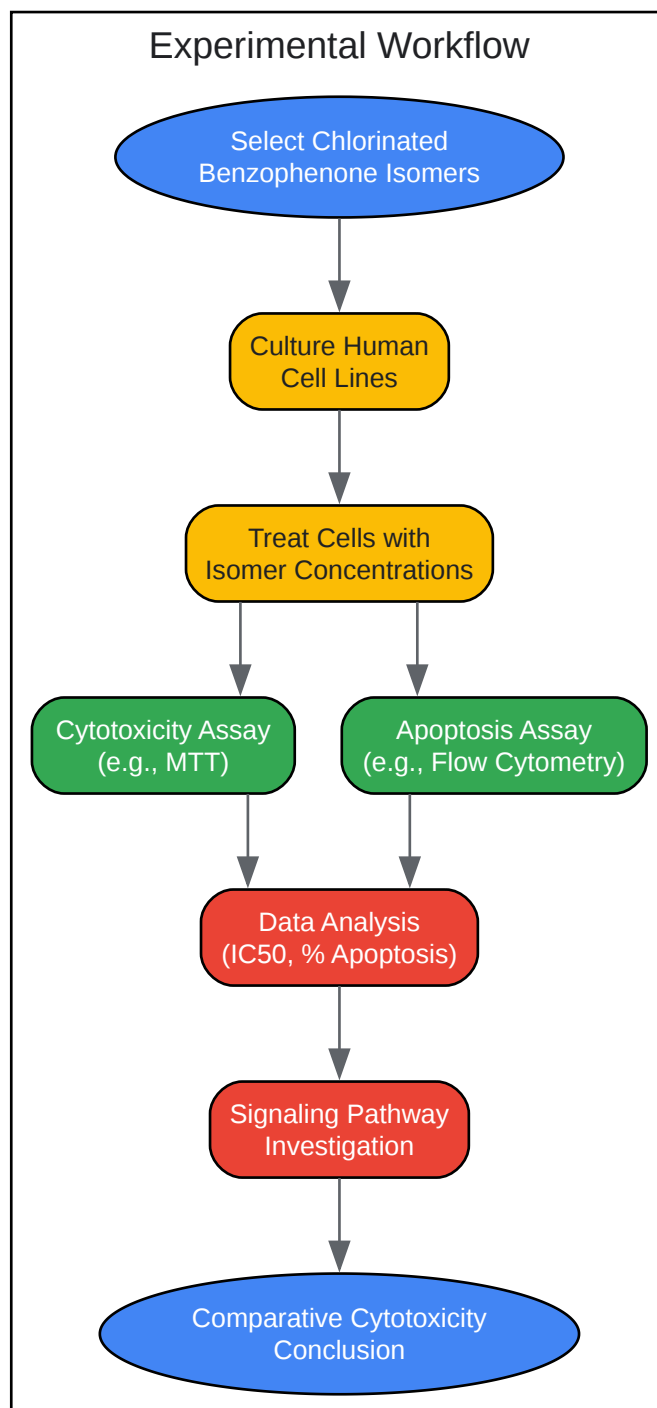 Experimental Workflow
Select Chlorinated
Benzophenone Isomers
Culture Human
Cell Lines
Treat Cells with
Isomer Concentrations
Cytotoxicity Assay
(e.g., MTT)
Apoptosis Assay
(e.g., Flow Cytometry)
Data Analysis
(IC50, % Apoptosis)
Signaling Pathway
Investigation
Comparative Cytotoxicity
Conclusion